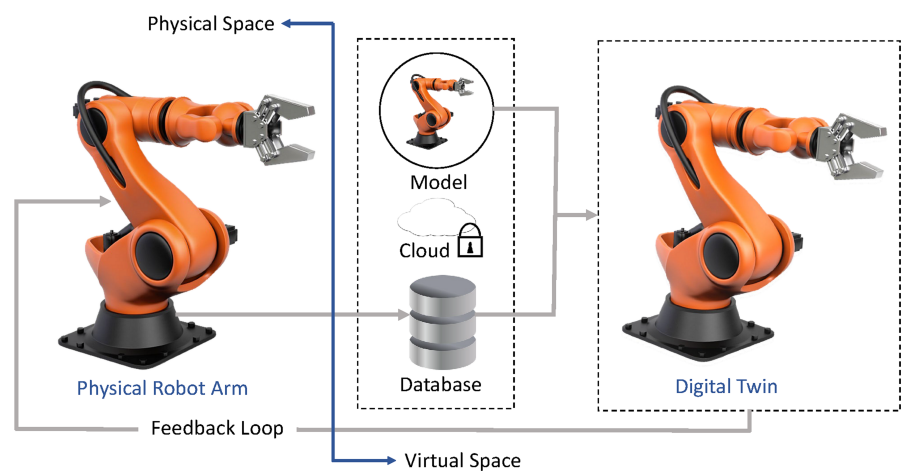 Physical Space
Model
Cloud
Database
Physical Robot Arm
Digital Twin
Feedback Loop
Virtual Space